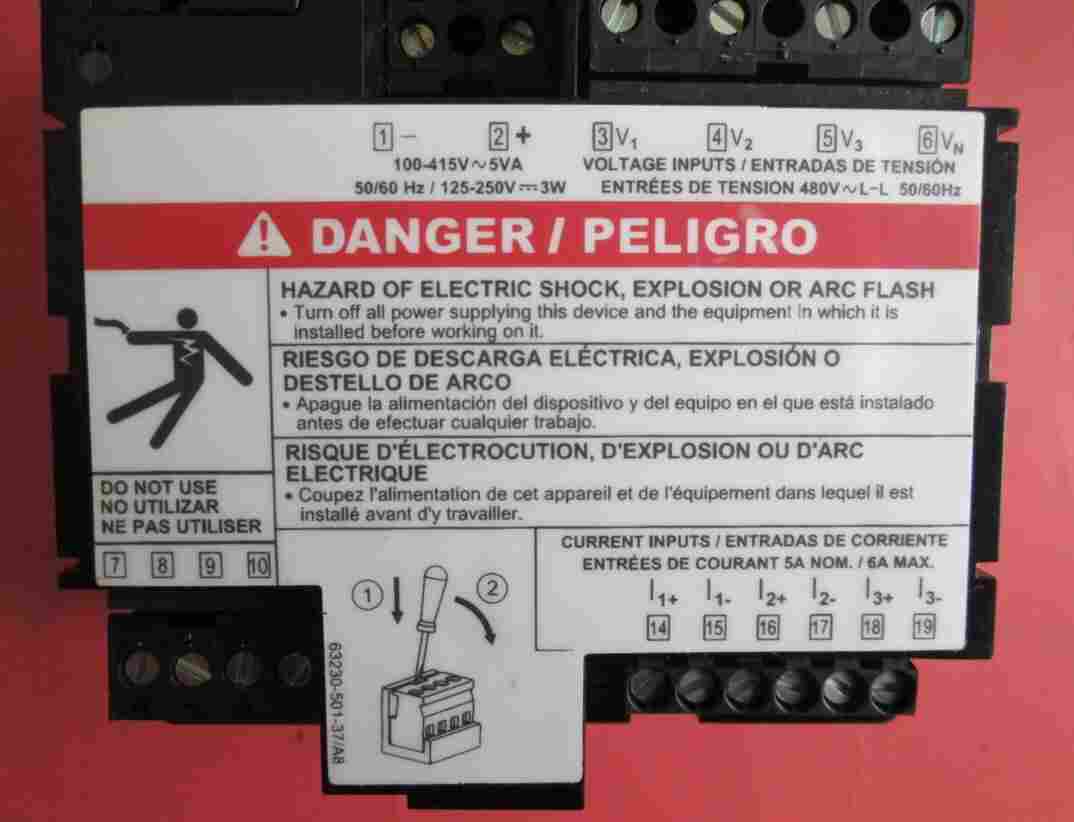 1 − 2 + 3 V1 4 V2 5 V3 6 VN
100-415V~5VA VOLTAGE INPUTS / ENTRADAS DE TENSIÓN
50/60 Hz / 125-250V⎓3W ENTRÉES DE TENSION 480V~L-L 50/60Hz
DANGER / PELIGRO
HAZARD OF ELECTRIC SHOCK, EXPLOSION OR ARC FLASH
• Turn off all power supplying this device and the equipment in which it is
installed before working on it.
RIESGO DE DESCARGA ELÉCTRICA, EXPLOSIÓN O
DESTELLO DE ARCO
• Apague la alimentación del dispositivo y del equipo en el que está instalado
antes de efectuar cualquier trabajo.
RISQUE D'ÉLECTROCUTION, D'EXPLOSION OU D'ARC
ELECTRIQUE
• Coupez l'alimentation de cet appareil et de l'équipement dans lequel il est
installé avant d'y travailler.
DO NOT USE
NO UTILIZAR
NE PAS UTILISER
7 8 9 10
1 2
63230-501-37/A8
CURRENT INPUTS / ENTRADAS DE CORRIENTE
ENTRÉES DE COURANT 5A NOM. / 6A MAX.
I1+ I1- I2+ I2- I3+ I3-
14 15 16 17 18 19